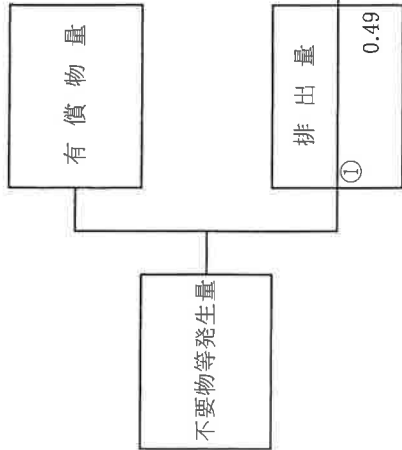 有償物量
不要物等発生量
排出量
①
0.49